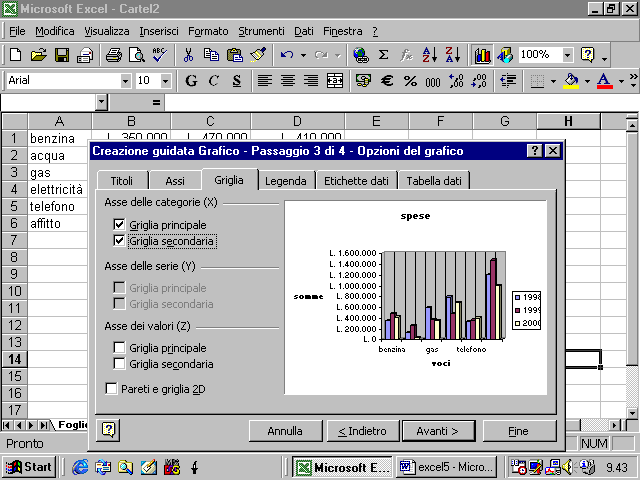 Microsoft Excel - Cartel2
File Modifica Visualizza Inserisci Formato Strumenti Dati Finestra ?
100%
Arial 10 G C S € % 000
=
A B C D E F G H
1 benzina L. 360.000 L. 470.000 L. 410.000
2 acqua
3 gas
4 elettricità
5 telefono
6 affitto
7
8
9
10
11
12
13
14
15
16
17
Creazione guidata Grafico - Passaggio 3 di 4 - Opzioni del grafico
Titoli Assi Griglia Legenda Etichette dati Tabella dati
Asse delle categorie (X)
Griglia principale
Griglia secondaria
Asse delle serie (Y)
Griglia principale
Griglia secondaria
Asse dei valori (Z)
Griglia principale
Griglia secondaria
Pareti e griglia 2D
spese
somme
L. 1.600.000
L. 1.400.000
L. 1.200.000
L. 1.000.000
L. 800.000
L. 600.000
L. 400.000
L. 200.000
L. 0
benzina gas telefono
voci
1998
1999
2000
Annulla < Indietro Avanti > Fine
Foglio
Pronto
NUM
Start
Microsoft E...
excel5 - Micro...
9.43